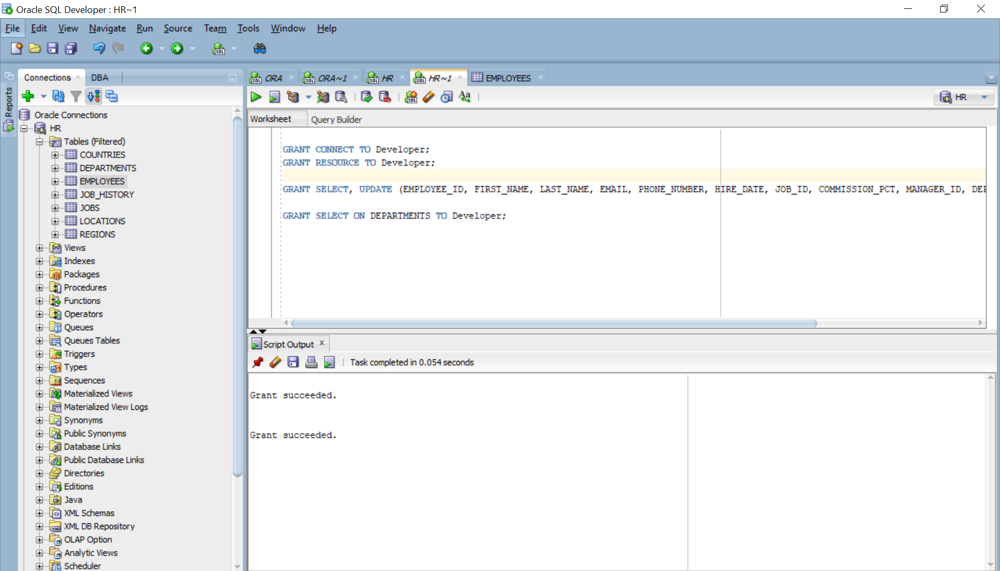 Oracle SQL Developer : HR~1
File Edit View Navigate Run Source Team Tools Window Help
SQL
Reports
Connections DBA
ORA ORA~1 HR HR~1 EMPLOYEES
HR
Oracle Connections
HR
Tables (Filtered)
COUNTRIES
DEPARTMENTS
EMPLOYEES
JOB_HISTORY
JOBS
LOCATIONS
REGIONS
Views
Indexes
Packages
Procedures
Functions
Operators
Queues
Queues Tables
Triggers
Types
Sequences
Materialized Views
Materialized View Logs
Synonyms
Public Synonyms
Database Links
Public Database Links
Directories
Editions
Java
XML Schemas
XML DB Repository
OLAP Option
Analytic Views
Scheduler
Worksheet Query Builder
GRANT CONNECT TO Developer;
GRANT RESOURCE TO Developer;
GRANT SELECT, UPDATE (EMPLOYEE_ID, FIRST_NAME, LAST_NAME, EMAIL, PHONE_NUMBER, HIRE_DATE, JOB_ID, COMMISSION_PCT, MANAGER_ID,
GRANT SELECT ON DEPARTMENTS TO Developer;
Script Output x
Task completed in 0.054 seconds
Grant succeeded.
Grant succeeded.